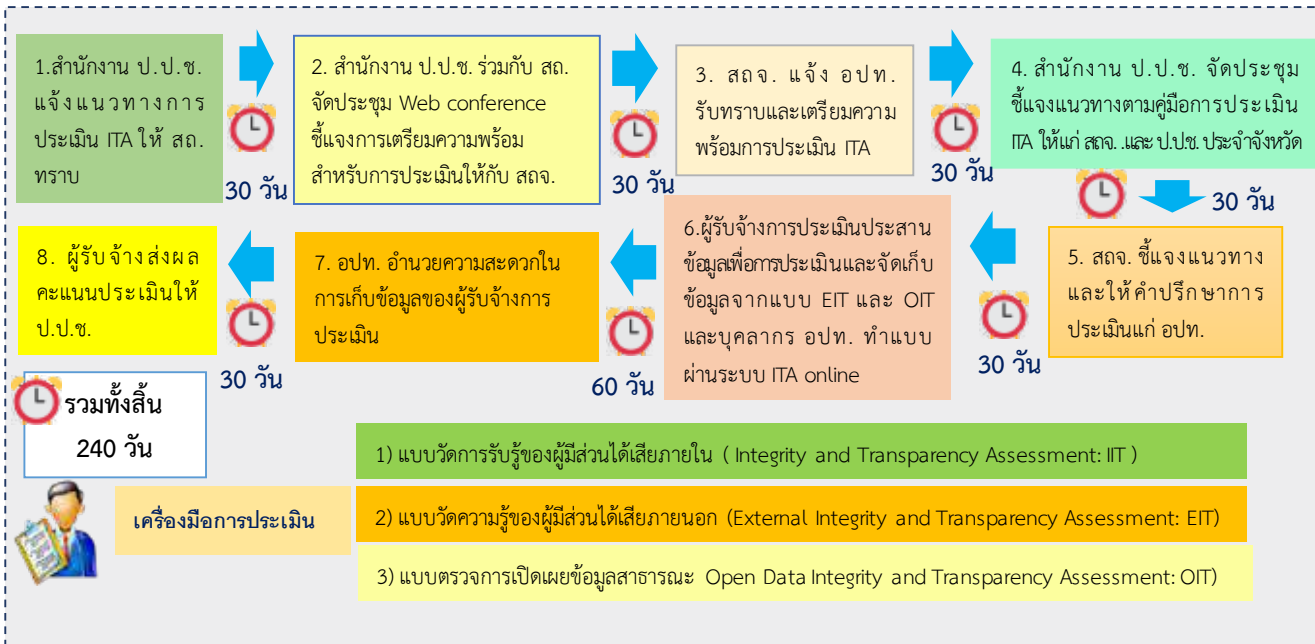 1.สำนักงาน ป.ป.ช.
แจ้งแนวทางการ
ประเมิน ITA ให้ สถ.
ทราบ
30 วัน
2. สำนักงาน ป.ป.ช. ร่วมกับ สถ.
จัดประชุม Web conference
ชี้แจงการเตรียมความพร้อม
สำหรับการประเมินให้กับ สถจ.
30 วัน
3. สถจ. แจ้ง อปท.
รับทราบและเตรียมความ
พร้อมการประเมิน ITA
30 วัน
4. สำนักงาน ป.ป.ช. จัดประชุม
ชี้แจงแนวทางตามคู่มือการประเมิน
ITA ให้แก่ สถจ. .และ ป.ป.ช. ประจำจังหวัด
30 วัน
5. สถจ. ชี้แจงแนวทาง
และให้คำปรึกษาการ
ประเมินแก่ อปท.
30 วัน
6.ผู้รับจ้างการประเมินประสาน
ข้อมูลเพื่อการประเมินและจัดเก็บ
ข้อมูลจากแบบ EIT และ OIT
และบุคลากร อปท. ทำแบบ
ผ่านระบบ ITA online
60 วัน
7. อปท. อำนวยความสะดวกใน
การเก็บข้อมูลของผู้รับจ้างการ
ประเมิน
30 วัน
8. ผู้รับจ้างส่งผล
คะแนนประเมินให้
ป.ป.ช.
รวมทั้งสิ้น
240 วัน
เครื่องมือการประเมิน
1) แบบวัดการรับรู้ของผู้มีส่วนได้เสียภายใน ( Integrity and Transparency Assessment: IIT )
2) แบบวัดความรู้ของผู้มีส่วนได้เสียภายนอก (External Integrity and Transparency Assessment: EIT)
3) แบบตรวจการเปิดเผยข้อมูลสาธารณะ Open Data Integrity and Transparency Assessment: OIT)